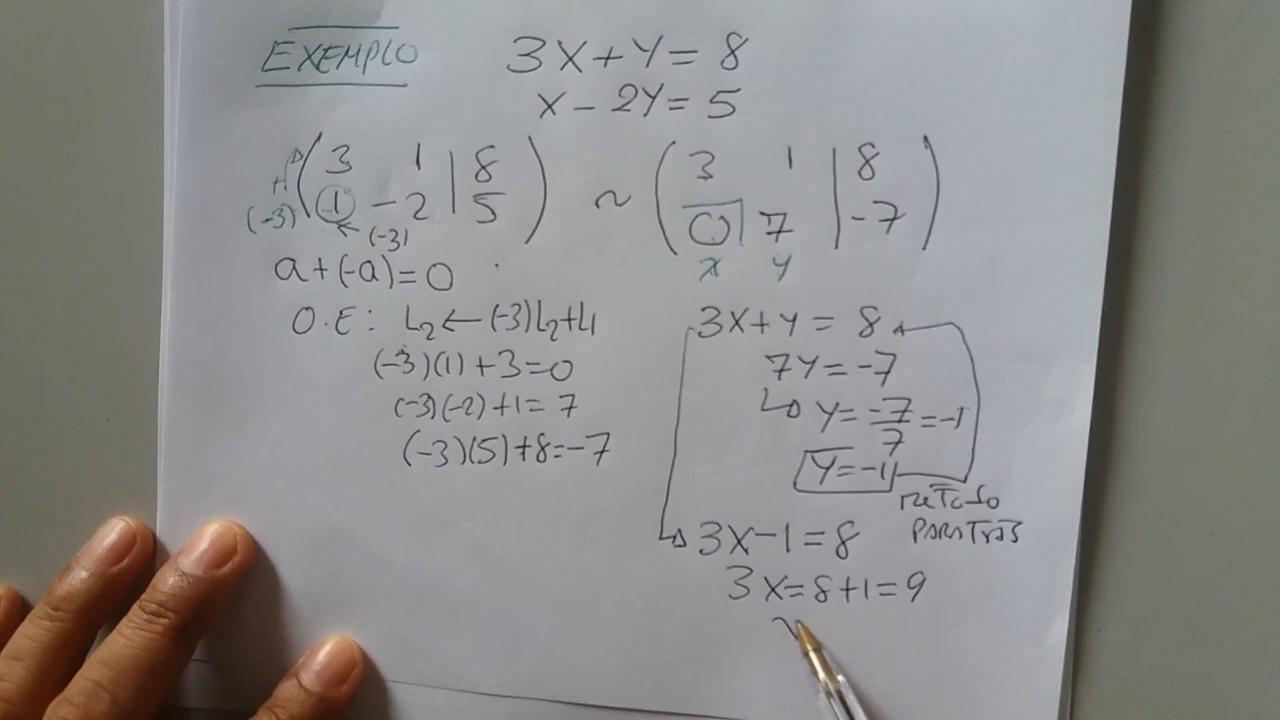 EXEMPLO
3X+Y=8
X-2Y=5
(3 1 | 8) ~ (3 1 | 8)
(-3) (1 -2 | 5) (0 7 | -7)
(-3) x y
a+(-a)=0
O.E: L2←(-3)L2+L1
(-3)(1)+3=0
(-3)(-2)+1=7
(-3)(5)+8=-7
3X+Y=8
7Y=-7
Y=-7/7=-1
Y=-1
PARA TRÁS
3X-1=8
3X=8+1=9